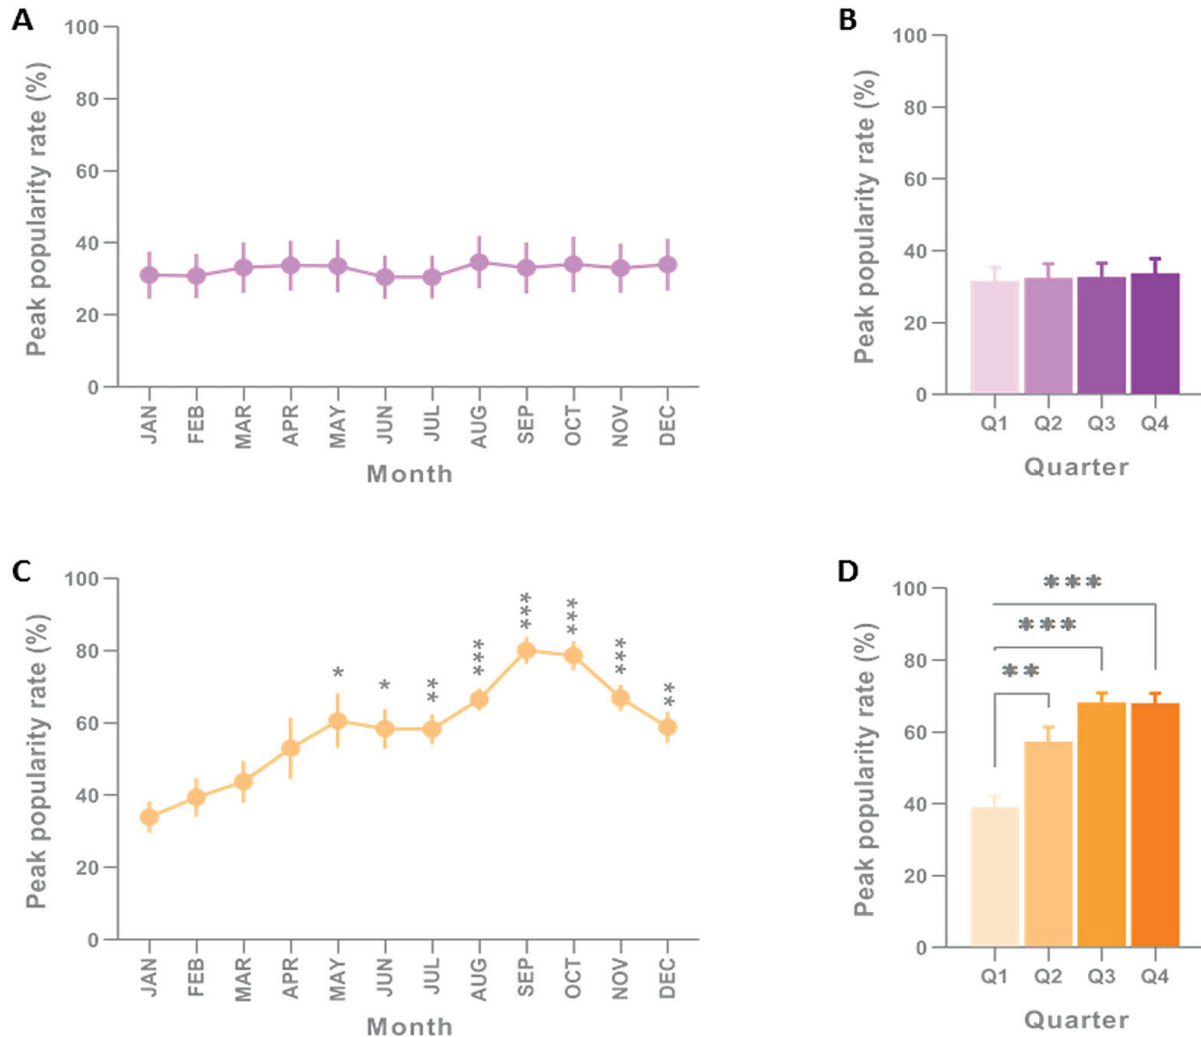 A
Peak popularity rate (%)
100
80
60
40
20
0
JAN
FEB
MAR
APR
MAY
JUN
JUL
AUG
SEP
OCT
NOV
DEC
Month
B
Peak popularity rate (%)
100
80
60
40
20
0
Q1 Q2 Q3 Q4
Quarter
C
Peak popularity rate (%)
100
80
60
40
20
0
*
*
**
***
***
***
***
**
JAN
FEB
MAR
APR
MAY
JUN
JUL
AUG
SEP
OCT
NOV
DEC
Month
D
Peak popularity rate (%)
100
80
60
40
20
0
***
***
**
Q1 Q2 Q3 Q4
Quarter